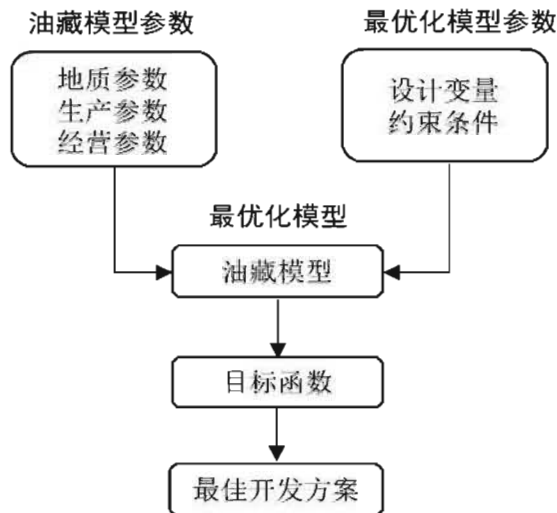 油藏模型参数
最优化模型参数
地质参数
生产参数
经营参数
设计变量
约束条件
最优化模型
油藏模型
目标函数
最佳开发方案